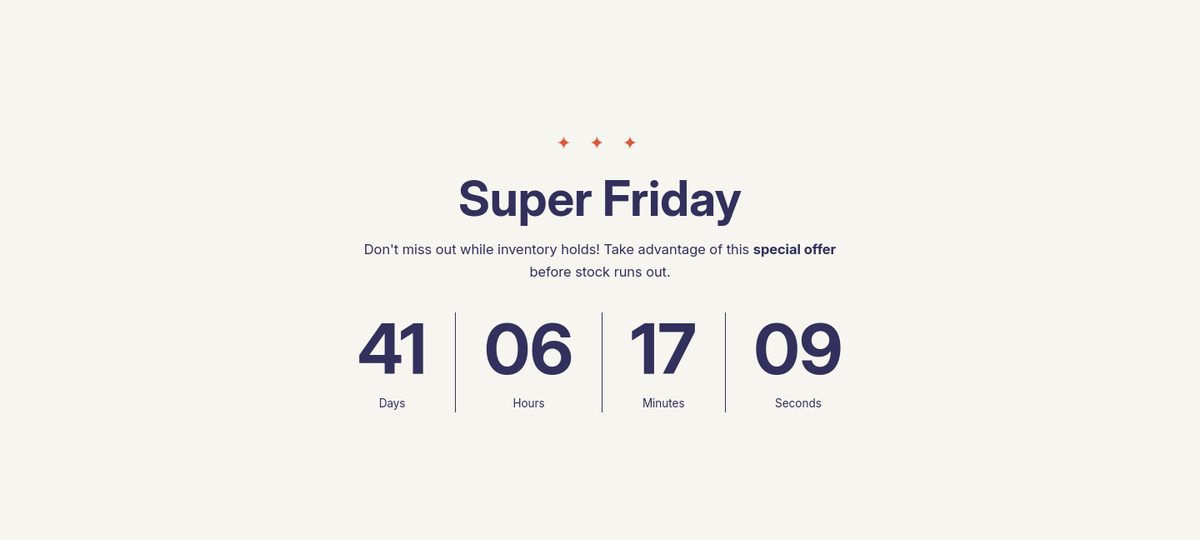 Super Friday
Don't miss out while inventory holds! Take advantage of this special offer
before stock runs out.
41 06 17 09
Days Hours Minutes Seconds